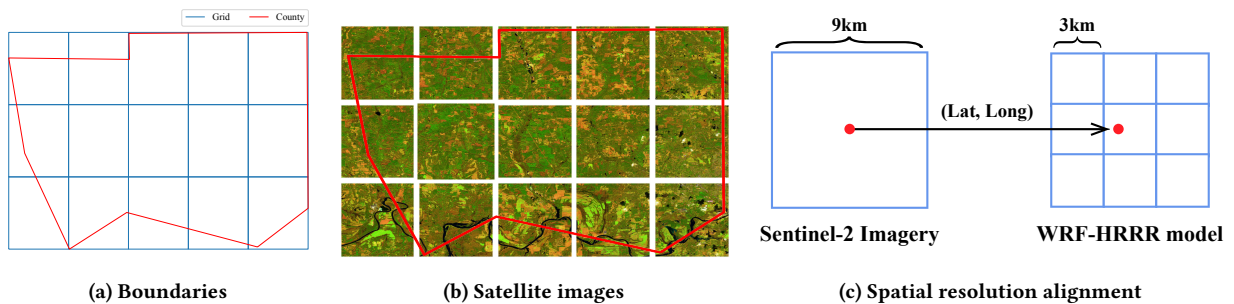 Grid County
9km
3km
(Lat, Long)
Sentinel-2 Imagery WRF-HRRR model
(a) Boundaries
(b) Satellite images
(c) Spatial resolution alignment